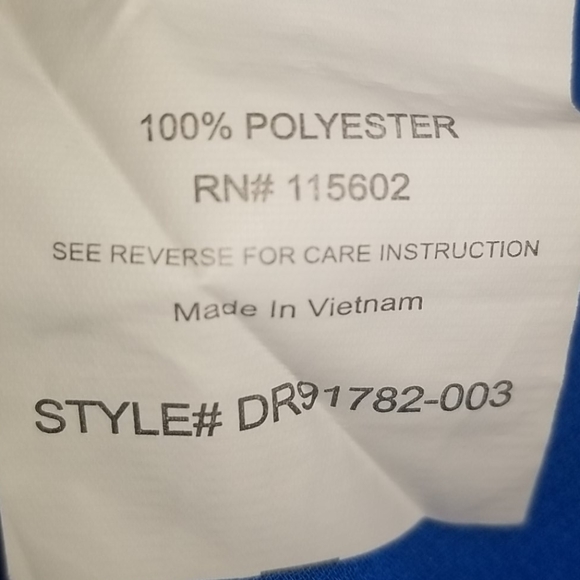 100% POLYESTER
RN# 115602
SEE REVERSE FOR CARE INSTRUCTION
Made In Vietnam
STYLE# DR91782-003